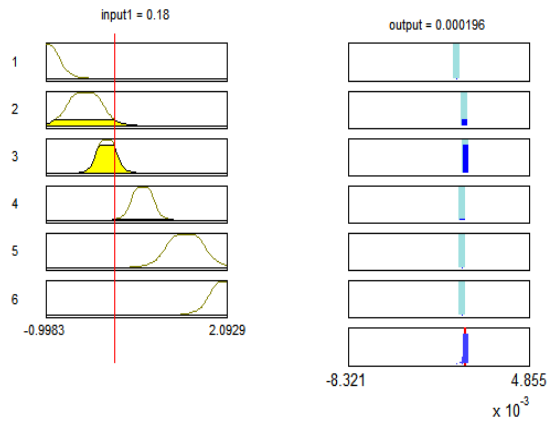 input1 = 0.18
output = 0.000196
1
2
3
4
5
6
-0.9983 2.0929
-8.321 4.855
x 10^-3